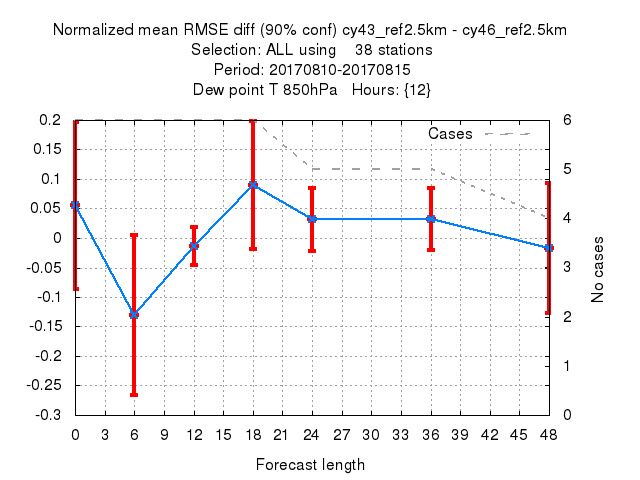 Normalized mean RMSE diff (90% conf) cy43_ref2.5km - cy46_ref2.5km
Selection: ALL using    38 stations
Period: 20170810-20170815
Dew point T 850hPa   Hours: {12}
Cases
0.2
0.15
0.1
0.05
0
-0.05
-0.1
-0.15
-0.2
-0.25
-0.3
6
5
4
3
2
1
0
No cases
0 3 6 9 12 15 18 21 24 27 30 33 36 39 42 45 48
Forecast length